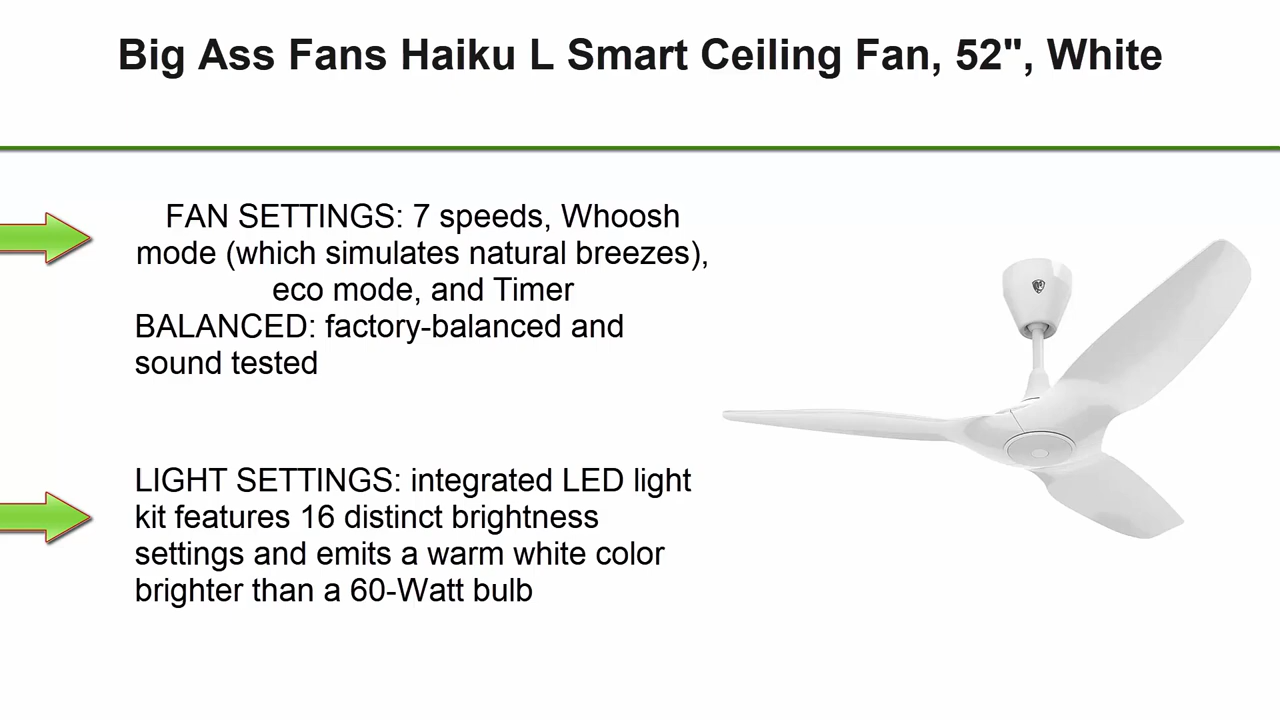 Big Ass Fans Haiku L Smart Ceiling Fan, 52", White
FAN SETTINGS: 7 speeds, Whoosh
mode (which simulates natural breezes),
eco mode, and Timer
BALANCED: factory-balanced and
sound tested
LIGHT SETTINGS: integrated LED light
kit features 16 distinct brightness
settings and emits a warm white color
brighter than a 60-Watt bulb